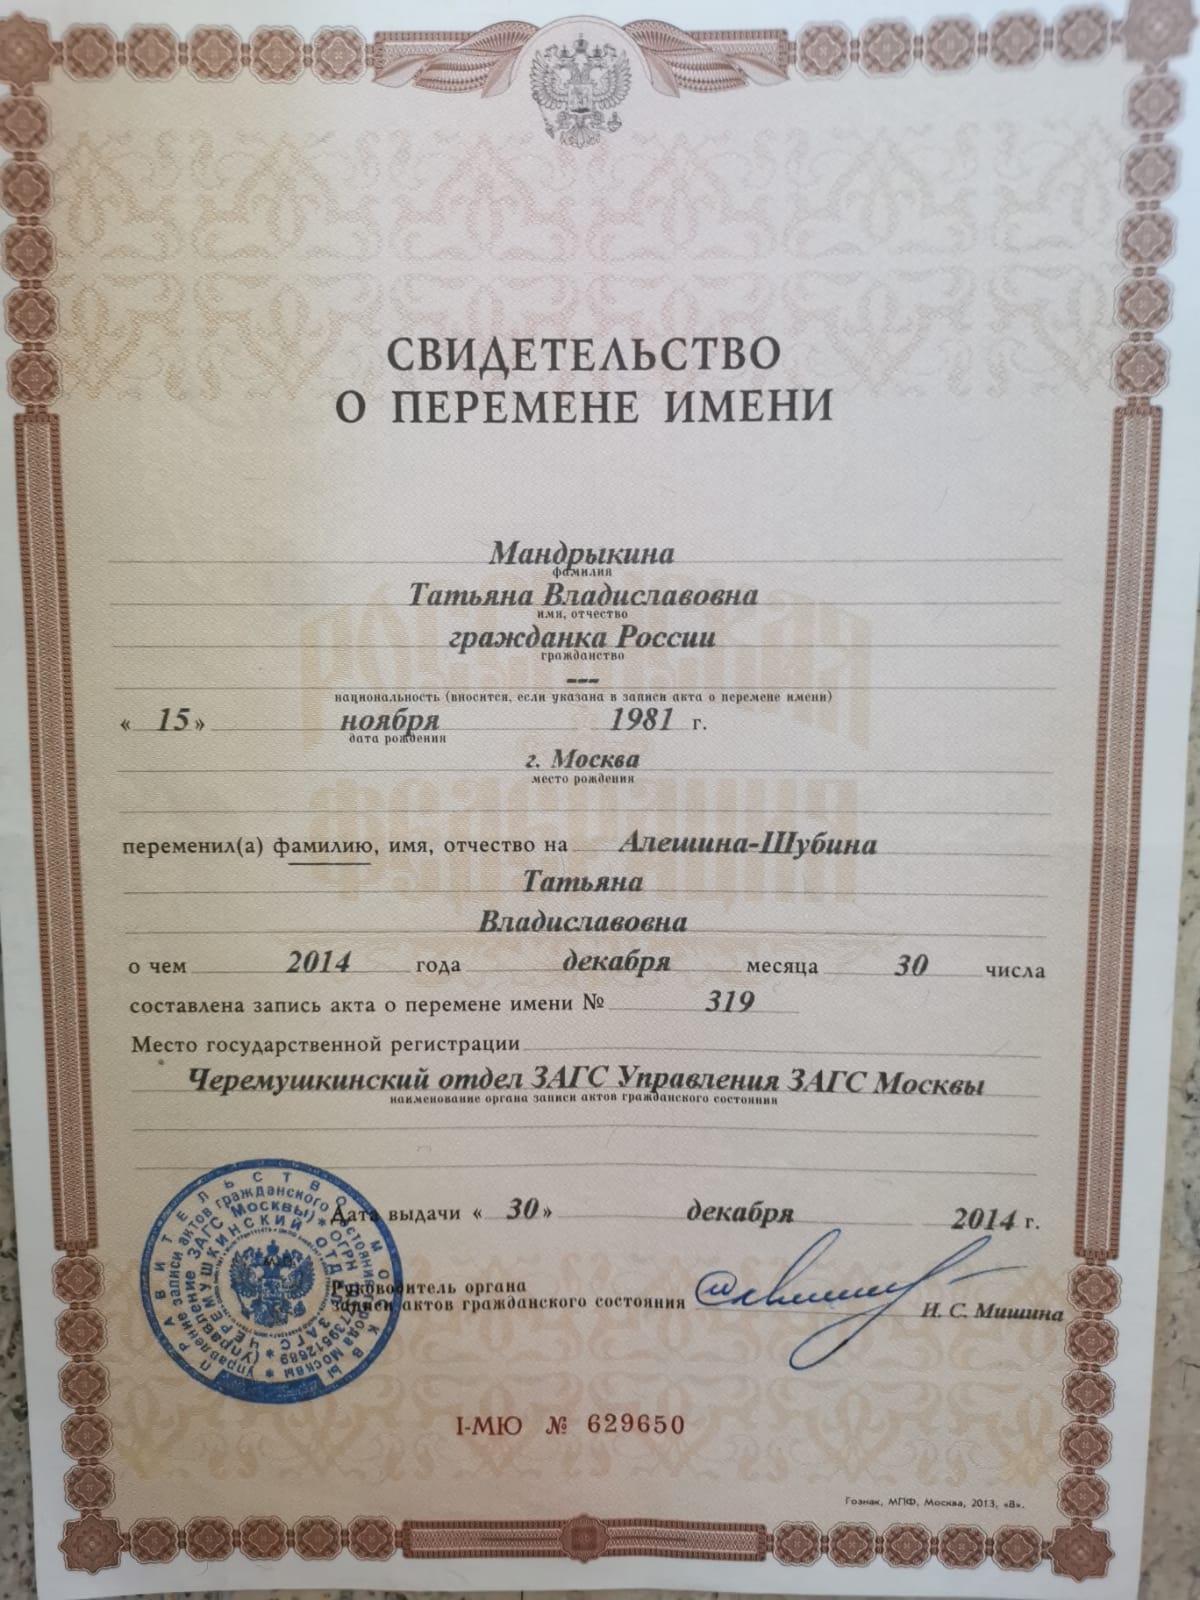 СВИДЕТЕЛЬСТВО
О ПЕРЕМЕНЕ ИМЕНИ
Мандрыкина
фамилия
Татьяна Владиславовна
имя, отчество
гражданка России
гражданство
---
национальность (вносится, если указана в записи акта о перемене имени)
« 15 » ноября 1981 г.
дата рождения
г. Москва
место рождения
переменил(а) фамилию, имя, отчество на Алешина-Шубина
Татьяна
Владиславовна
о чем 2014 года декабря месяца 30 числа
составлена запись акта о перемене имени № 319
Место государственной регистрации
Черемушкинский отдел ЗАГС Управления ЗАГС Москвы
наименование органа записи актов гражданского состояния
Дата выдачи « 30 » декабря 2014 г.
Руководитель органа
записи актов гражданского состояния
Н. С. Мишина
ПРАВИТЕЛЬСТВО МОСКВЫ
Управление записи актов гражданского состояния города Москвы
(Управление ЗАГС Москвы) * ОГРН
ЧЕРЕМУШКИНСКИЙ ОТДЕЛ ЗАГС
I-МЮ № 629650
Гознак, МПФ, Москва, 2013, «В».